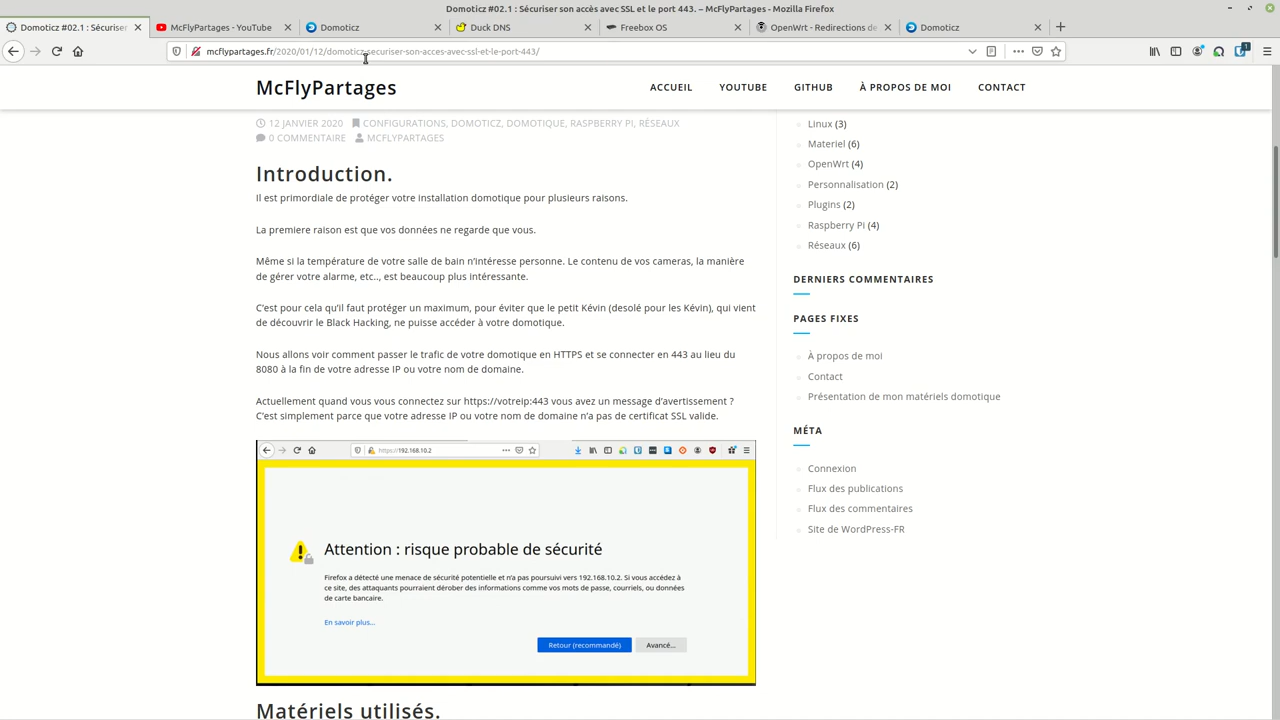 Domoticz #02.1 : Sécuriser son accès avec SSL et le port 443. – McFlyPartages - Mozilla Firefox
Domoticz #02.1 : Sécuriser s
McFlyPartages - YouTube
Domoticz
Duck DNS
Freebox OS
OpenWrt - Redirections de
Domoticz
mcflypartages.fr/2020/01/12/domoticz-securiser-son-acces-avec-ssl-et-le-port-443/
1
McFlyPartages
ACCUEIL
YOUTUBE
GITHUB
À PROPOS DE MOI
CONTACT
12 JANVIER 2020 CONFIGURATIONS, DOMOTICZ, DOMOTIQUE, RASPBERRY PI, RÉSEAUX
0 COMMENTAIRE MCFLYPARTAGES
Introduction.
Il est primordiale de protéger votre installation domotique pour plusieurs raisons.
La premiere raison est que vos données ne regarde que vous.
Même si la température de votre salle de bain n'intéresse personne. Le contenu de vos cameras, la manière
de gérer votre alarme, etc.., est beaucoup plus intéressante.
C'est pour cela qu'il faut protéger un maximum, pour éviter que le petit Kévin (desolé pour les Kévin), qui vient
de découvrir le Black Hacking, ne puisse accéder à votre domotique.
Nous allons voir comment passer le trafic de votre domotique en HTTPS et se connecter en 443 au lieu du
8080 à la fin de votre adresse IP ou votre nom de domaine.
Actuellement quand vous vous connectez sur https://votreip:443 vous avez un message d'avertissement ?
C'est simplement parce que votre adresse IP ou votre nom de domaine n'a pas de certificat SSL valide.
https://192.168.10.2
Attention : risque probable de sécurité
Firefox a détecté une menace de sécurité potentielle et n'a pas poursuivi vers 192.168.10.2. Si vous accédez à
ce site, des attaquants pourraient dérober des informations comme vos mots de passe, courriels, ou données
de carte bancaire.
En savoir plus...
Retour (recommandé)
Avancé...
Matériels utilisés.
Linux (3)
Materiel (6)
OpenWrt (4)
Personnalisation (2)
Plugins (2)
Raspberry Pi (4)
Réseaux (6)
DERNIERS COMMENTAIRES
PAGES FIXES
À propos de moi
Contact
Présentation de mon matériels domotique
MÉTA
Connexion
Flux des publications
Flux des commentaires
Site de WordPress-FR